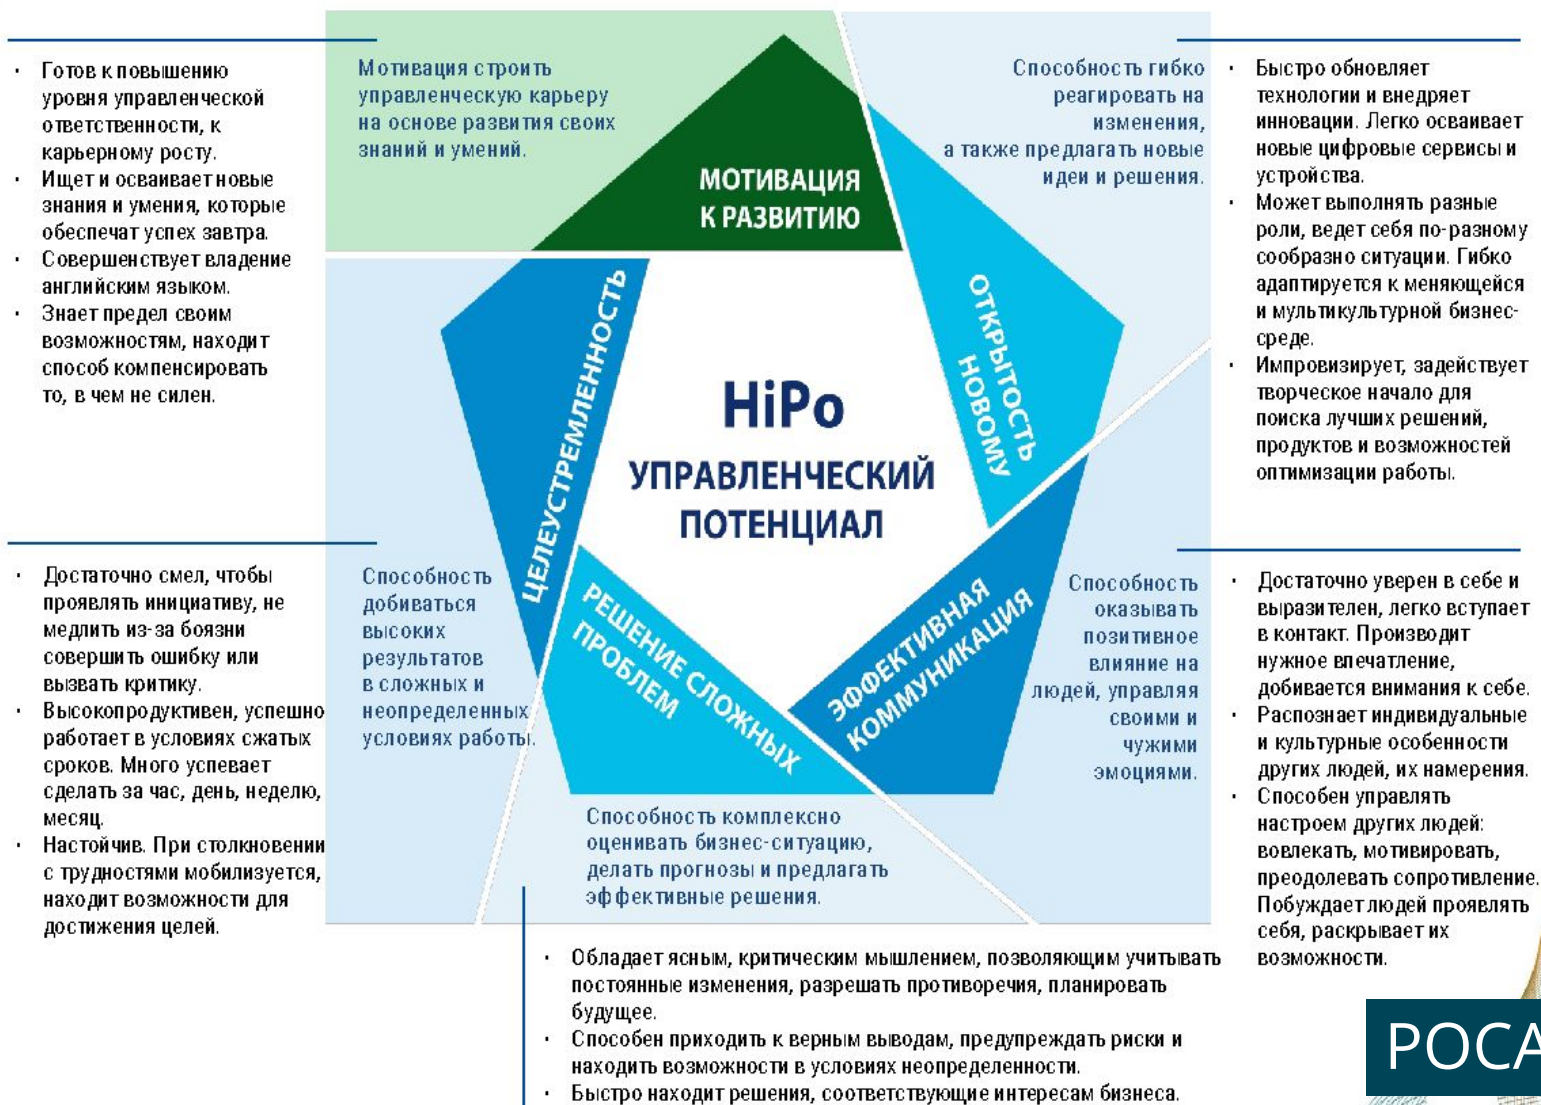 Готов к повышению
уровня управленческой
ответственности, к
карьерному росту.
Ищет и осваивает новые
знания и умения, которые
обеспечат успех завтра.
Совершенствует владение
английским языком.
Знает предел своим
возможностям, находит
способ компенсировать
то, в чем не силен.
Мотивация строить
управленческую карьеру
на основе развития своих
знаний и умений.
МОТИВАЦИЯ
К РАЗВИТИЮ
Способность гибко
реагировать на
изменения,
а также предлагать новые
идеи и решения.
Быстро обновляет
технологии и внедряет
инновации. Легко осваивает
новые цифровые сервисы и
устройства.
Может выполнять разные
роли, ведет себя по-разному
сообразно ситуации. Гибко
адаптируется к меняющейся
и мультикультурной бизнес-
среде.
Импровизирует, задействует
творческое начало для
поиска лучших решений,
продуктов и возможностей
оптимизации работы.
ЦЕЛЕУСТРЕМЛЕННОСТЬ
ОТКРЫТОСТЬ
НОВОМУ
HiPo
УПРАВЛЕНЧЕСКИЙ
ПОТЕНЦИАЛ
Достаточно смел, чтобы
проявлять инициативу, не
медлить из-за боязни
совершить ошибку или
вызвать критику.
Высокопродуктивен, успешно
работает в условиях сжатых
сроков. Много успевает
сделать за час, день, неделю,
месяц.
Настойчив. При столкновении
с трудностями мобилизуется,
находит возможности для
достижения целей.
Способность
добиваться
высоких
результатов
в сложных и
неопределенных
условиях работы.
РЕШЕНИЕ СЛОЖНЫХ
ПРОБЛЕМ
ЭФФЕКТИВНАЯ
КОММУНИКАЦИЯ
Способность
оказывать
позитивное
влияние на
людей, управляя
своими и
чужими
эмоциями.
Достаточно уверен в себе и
выразителен, легко вступает
в контакт. Производит
нужное впечатление,
добивается внимания к себе.
Распознает индивидуальные
и культурные особенности
других людей, их намерения.
Способен управлять
настроем других людей:
вовлекать, мотивировать,
преодолевать сопротивление.
Побуждает людей проявлять
себя, раскрывает их
возможности.
Способность комплексно
оценивать бизнес-ситуацию,
делать прогнозы и предлагать
эффективные решения.
Обладает ясным, критическим мышлением, позволяющим учитывать
постоянные изменения, разрешать противоречия, планировать
будущее.
Способен приходить к верным выводам, предупреждать риски и
находить возможности в условиях неопределенности.
Быстро находит решения, соответствующие интересам бизнеса.
РОСА